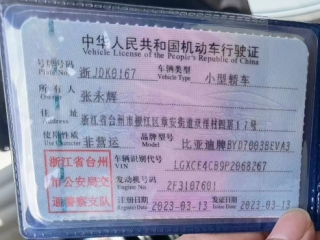 中华人民共和国机动车行驶证
Vehicle License of the People's Republic of China
号牌号码 浙JDK0167 车辆类型 小型轿车
Plate No. Vehicle Type
所有人 张永辉
Owner
住址 浙江省台州市椒江区章安街道
Address
使用性质 非营运 品牌型号 比亚迪牌BYD7003BEVA3
Use Character Model
浙江省台州市公安局交通警察支队
车辆识别代号 LGXCE4CB9P2068267
VIN
发动机号码 2F3107601
Engine No.
注册日期 2023-03-13 发证日期 2023-03-13
Register Date Issue Date